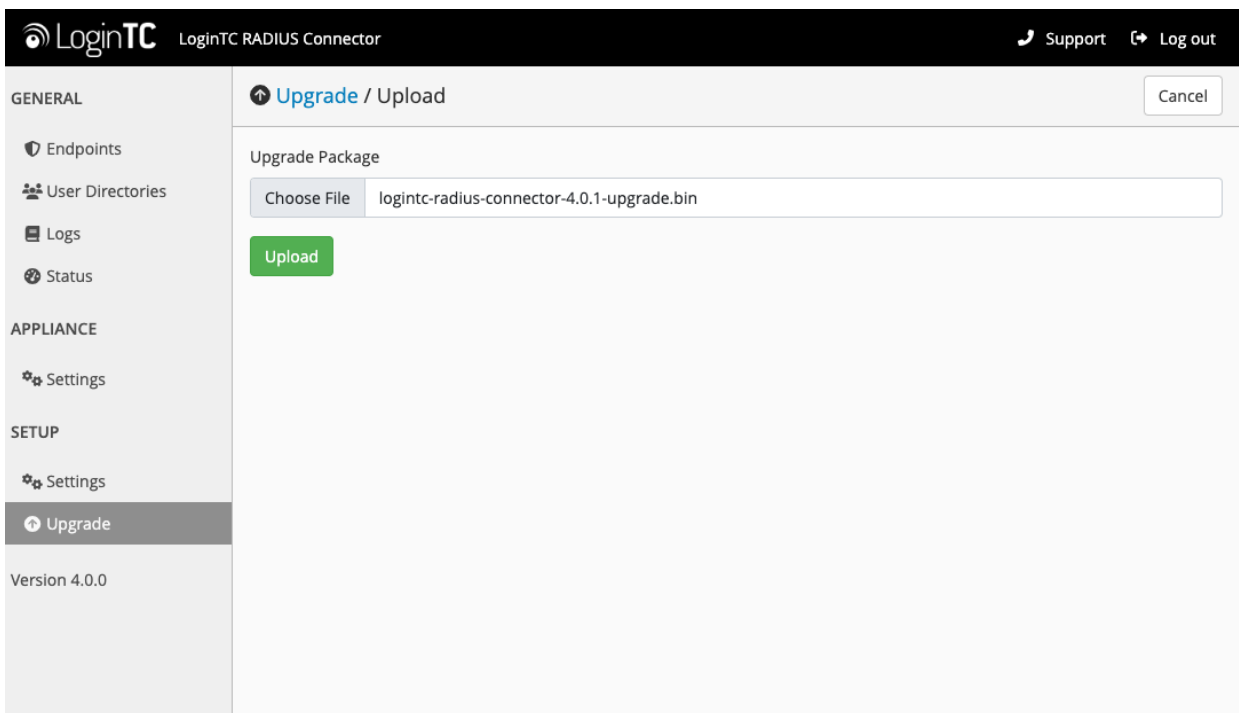 LoginTC LoginTC RADIUS Connector Support Log out
GENERAL
Endpoints
User Directories
Logs
Status
APPLIANCE
Settings
SETUP
Settings
Upgrade
Version 4.0.0
Upgrade / Upload Cancel
Upgrade Package
Choose File logintc-radius-connector-4.0.1-upgrade.bin
Upload